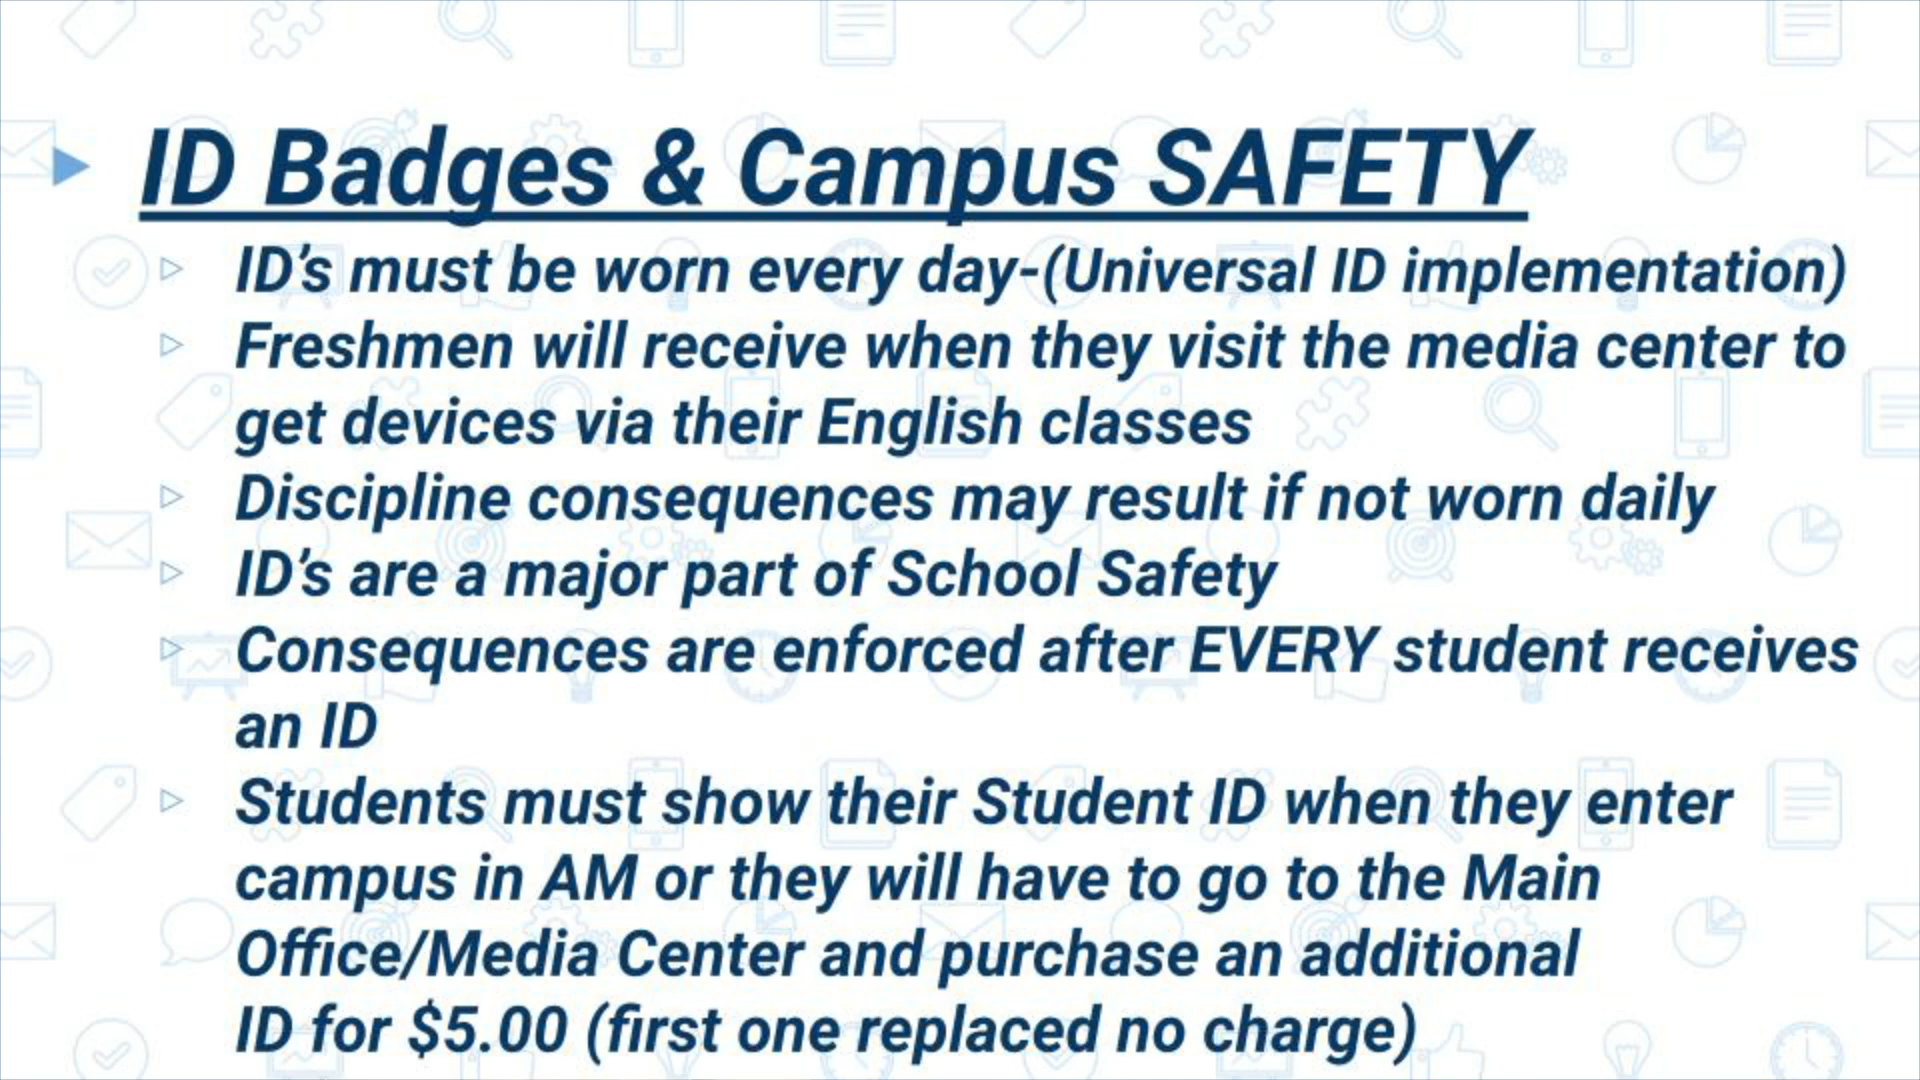 ID Badges & Campus SAFETY
ID’s must be worn every day-(Universal ID implementation)
Freshmen will receive when they visit the media center to
get devices via their English classes
Discipline consequences may result if not worn daily
ID’s are a major part of School Safety
Consequences are enforced after EVERY student receives
an ID
Students must show their Student ID when they enter
campus in AM or they will have to go to the Main
Office/Media Center and purchase an additional
ID for $5.00 (first one replaced no charge)